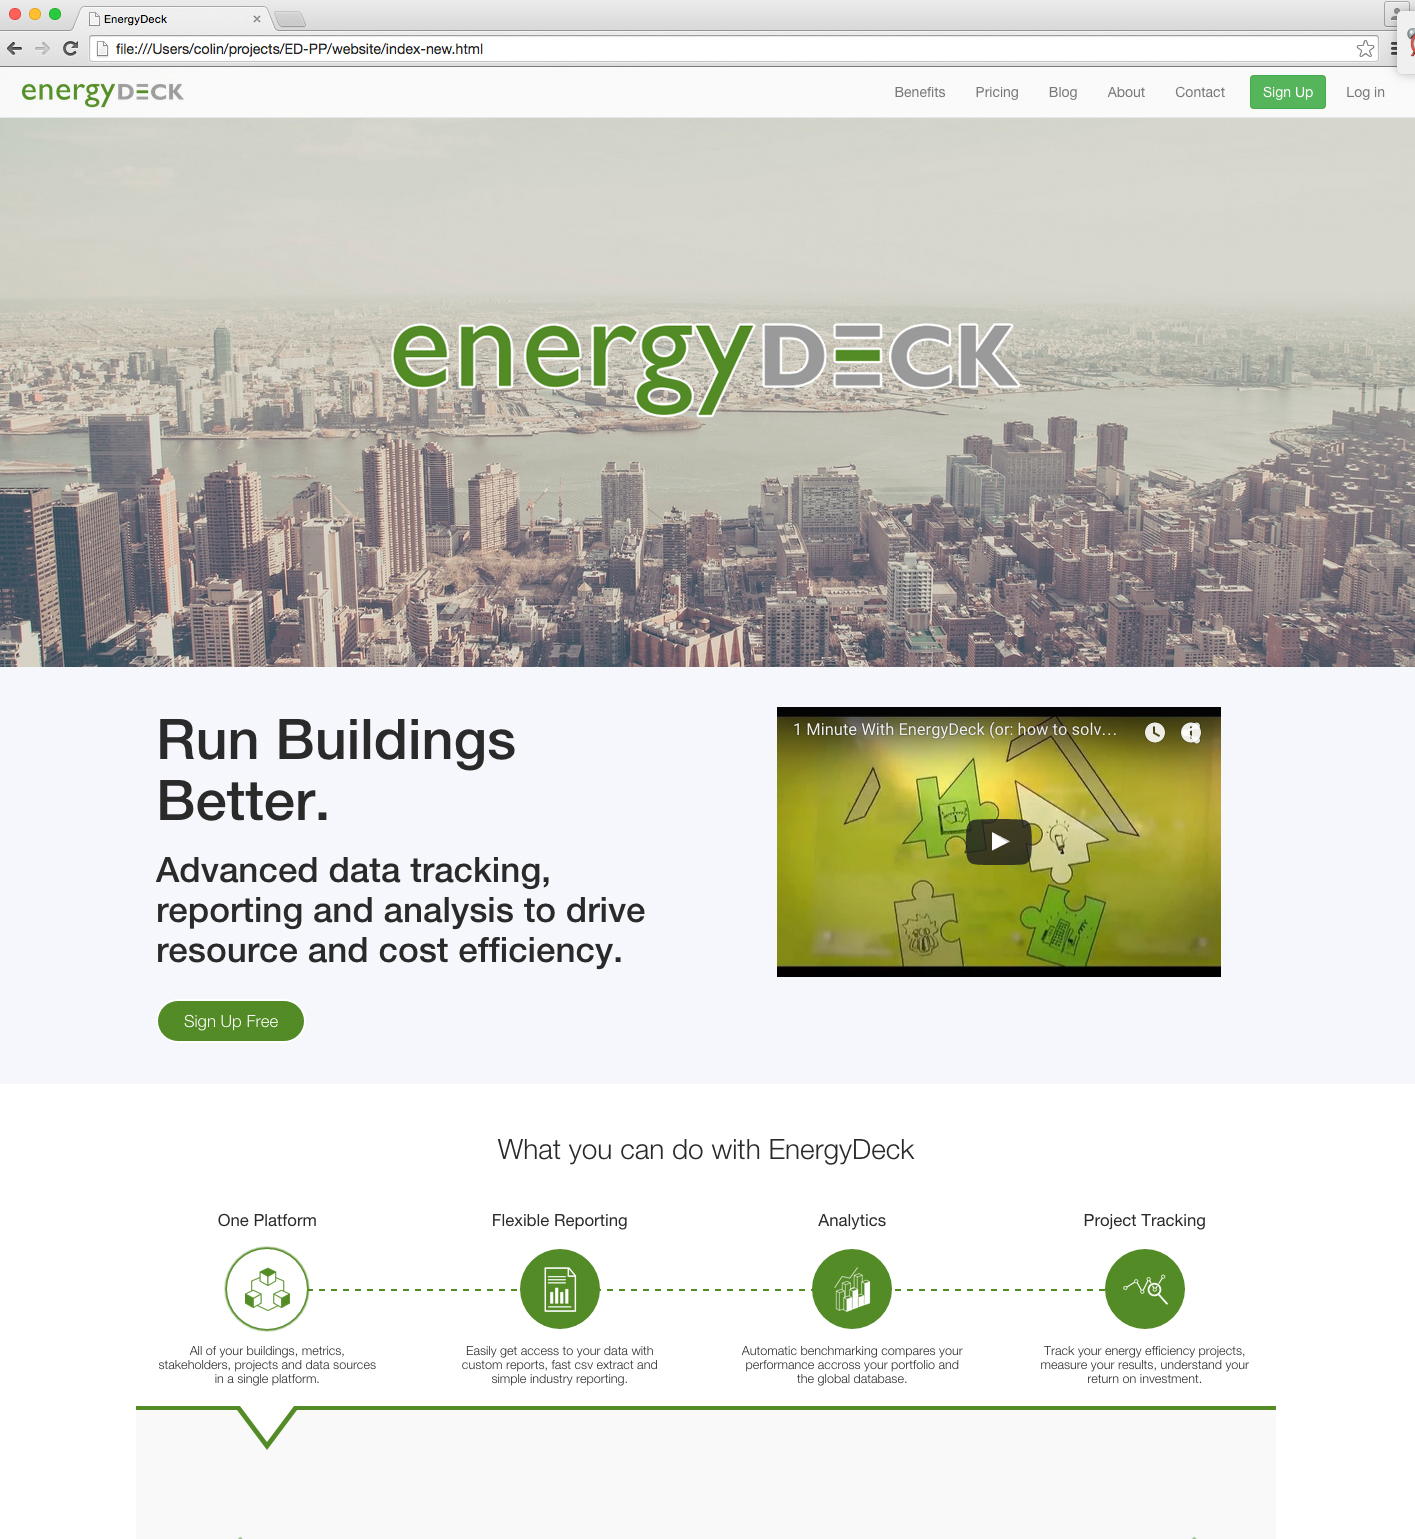 EnergyDeck
file:///Users/colin/projects/ED-PP/website/index-new.html
energyDECK
Benefits
Pricing
Blog
About
Contact
Sign Up
Log in
energyDECK
Run Buildings
Better.
Advanced data tracking,
reporting and analysis to drive
resource and cost efficiency.
Sign Up Free
1 Minute With EnergyDeck (or: how to solv...
What you can do with EnergyDeck
One Platform
All of your buildings, metrics,
stakeholders, projects and data sources
in a single platform.
Flexible Reporting
Easily get access to your data with
custom reports, fast csv extract and
simple industry reporting.
Analytics
Automatic benchmarking compares your
performance accross your portfolio and
the global database.
Project Tracking
Track your energy efficiency projects,
measure your results, understand your
return on investment.